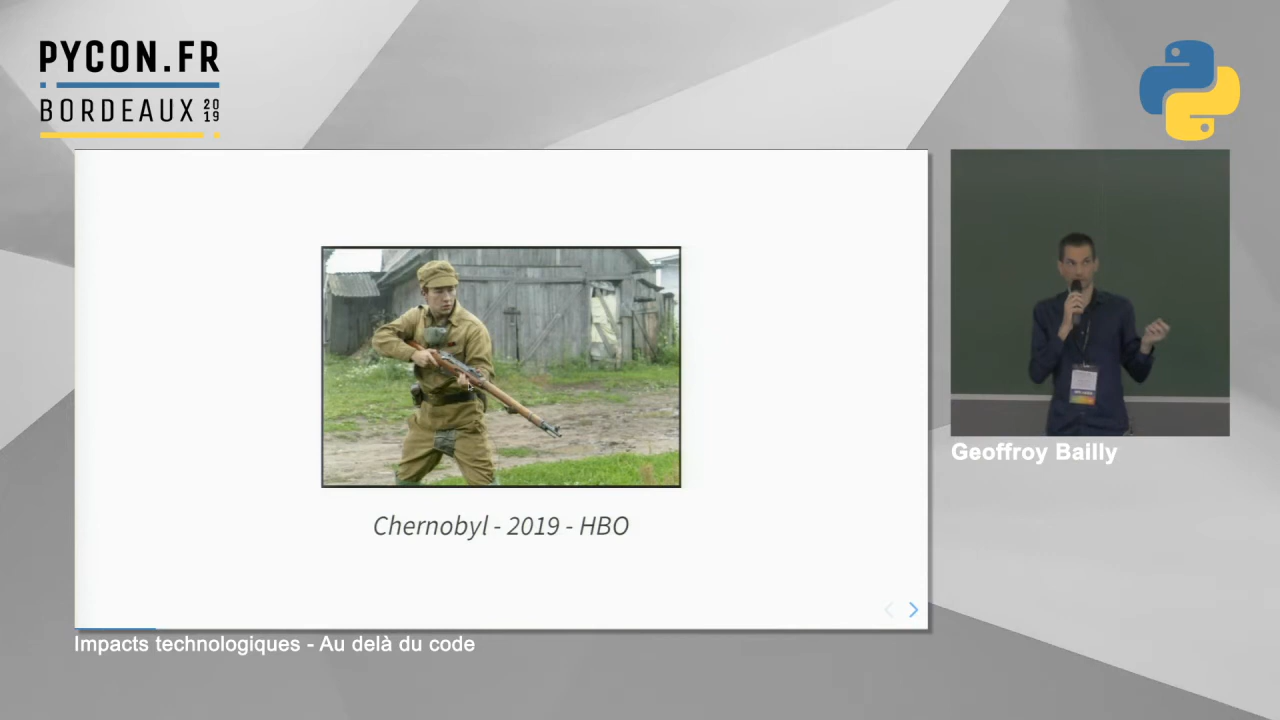 PYCON.FR
BORDEAUX 2019
Chernobyl - 2019 - HBO
Geoffroy Bailly
Impacts technologiques - Au delà du code